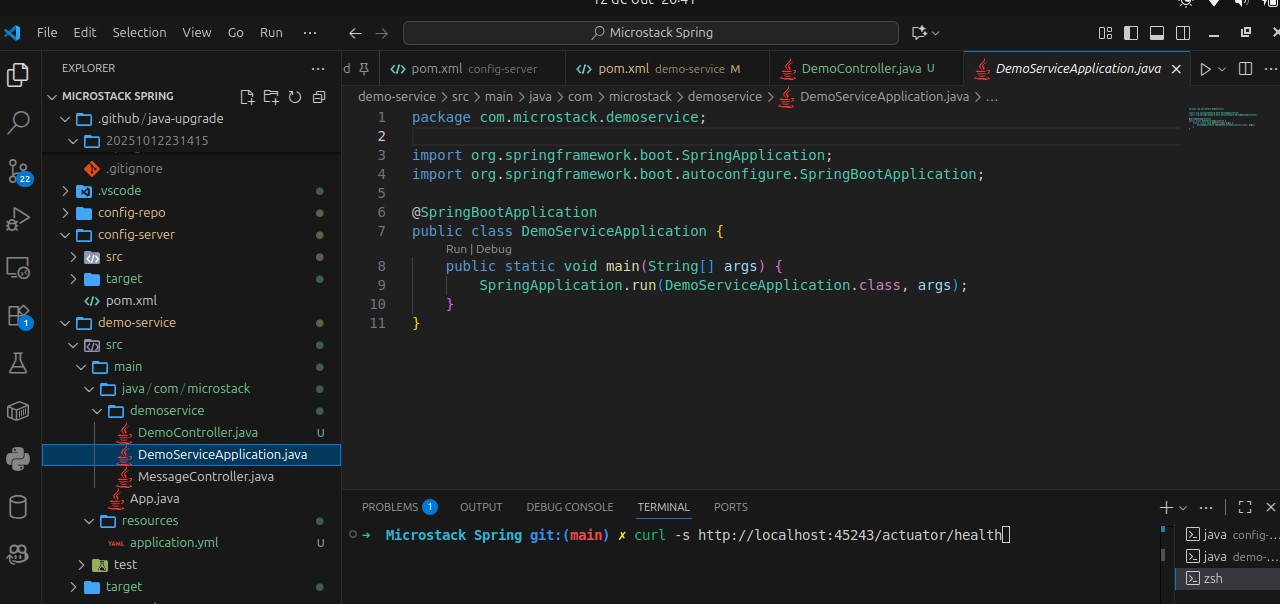 12 de out 20:41
File Edit Selection View Go Run ··· Microstack Spring
EXPLORER ···
MICROSTACK SPRING
.github/java-upgrade
20251012231415
.gitignore
.vscode
config-repo
config-server
src
target
pom.xml
demo-service
src
main
java/com/microstack
demoservice
DemoController.java U
DemoServiceApplication.java
MessageController.java
App.java
resources
YAML application.yml U
test
target
22
1
d pom.xml config-server pom.xml demo-service M DemoController.java U DemoServiceApplication.java ···
demo-service > src > main > java > com > microstack > demoservice > DemoServiceApplication.java > ...
1 package com.microstack.demoservice;
2
3 import org.springframework.boot.SpringApplication;
4 import org.springframework.boot.autoconfigure.SpringBootApplication;
5
6 @SpringBootApplication
7 public class DemoServiceApplication {
Run | Debug
8 public static void main(String[] args) {
9 SpringApplication.run(DemoServiceApplication.class, args);
10 }
11 }
PROBLEMS 1 OUTPUT DEBUG CONSOLE TERMINAL PORTS ···
➜ Microstack Spring git:(main) ✗ curl -s http://localhost:45243/actuator/health
java config-...
java demo-...
zsh